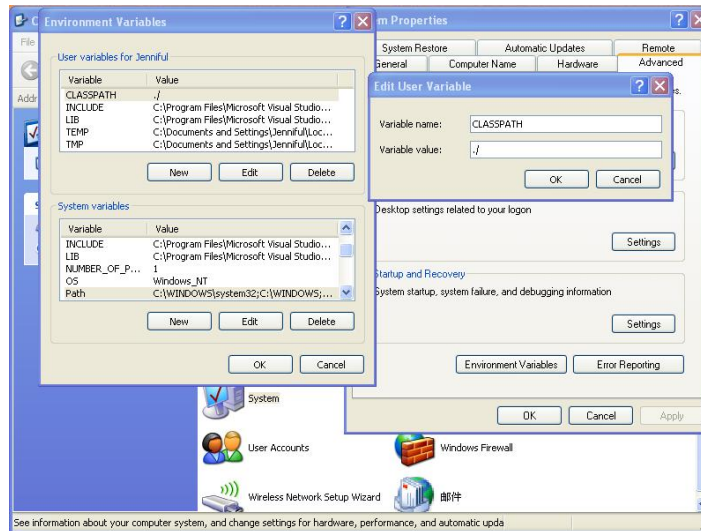 C
Environment Variables
User variables for Jenniful
Variable Value
CLASSPATH ./
INCLUDE C:\Program Files\Microsoft Visual Studio...
LIB C:\Program Files\Microsoft Visual Studio...
TEMP C:\Documents and Settings\Jenniful\Loc...
TMP C:\Documents and Settings\Jenniful\Loc...
New Edit Delete
System variables
Variable Value
INCLUDE C:\Program Files\Microsoft Visual Studio...
LIB C:\Program Files\Microsoft Visual Studio...
NUMBER_OF_P... 1
OS Windows_NT
Path C:\WINDOWS\system32;C:\WINDOWS;...
New Edit Delete
OK Cancel
File
Addr
m Properties
System Restore Automatic Updates Remote
General Computer Name Hardware Advanced
Edit User Variable
Variable name: CLASSPATH
Variable value: ./
OK Cancel
Desktop settings related to your logon
Settings
Startup and Recovery
System startup, system failure, and debugging information
Settings
Environment Variables Error Reporting
OK Cancel Apply
System
User Accounts Windows Firewall
Wireless Network Setup Wizard 邮件
See information about your computer system, and change settings for hardware, performance, and automatic upda